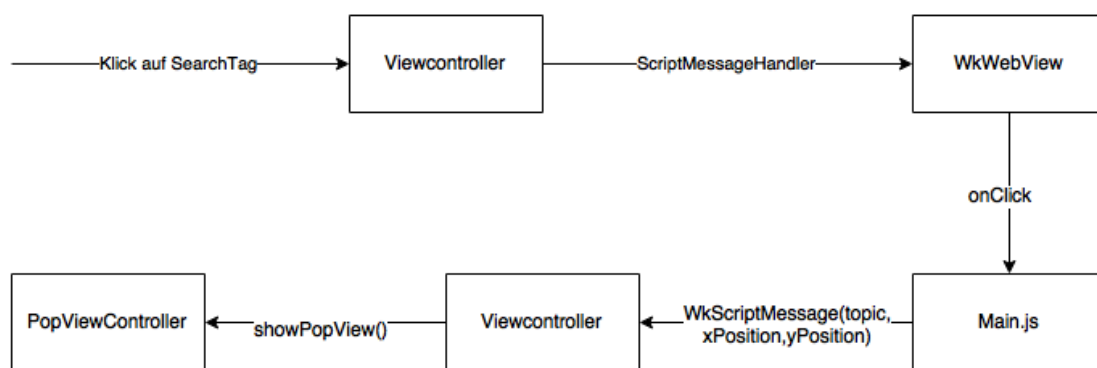 Klick auf SearchTag
Viewcontroller
ScriptMessageHandler
WkWebView
onClick
PopViewController
showPopView()
Viewcontroller
WkScriptMessage(topic,
xPosition,yPosition)
Main.js